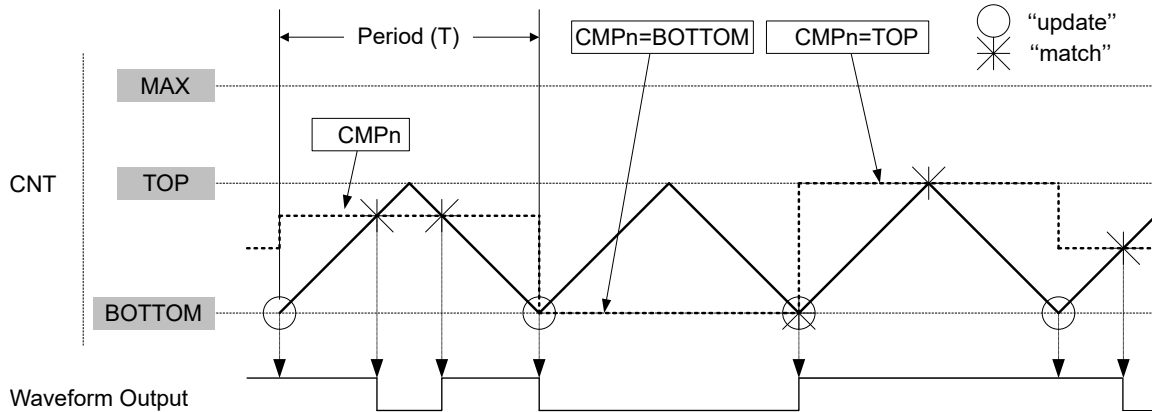 Period (T)
CMPn=BOTTOM
CMPn=TOP
“update”
“match”
MAX
CMPn
CNT
TOP
BOTTOM
Waveform Output